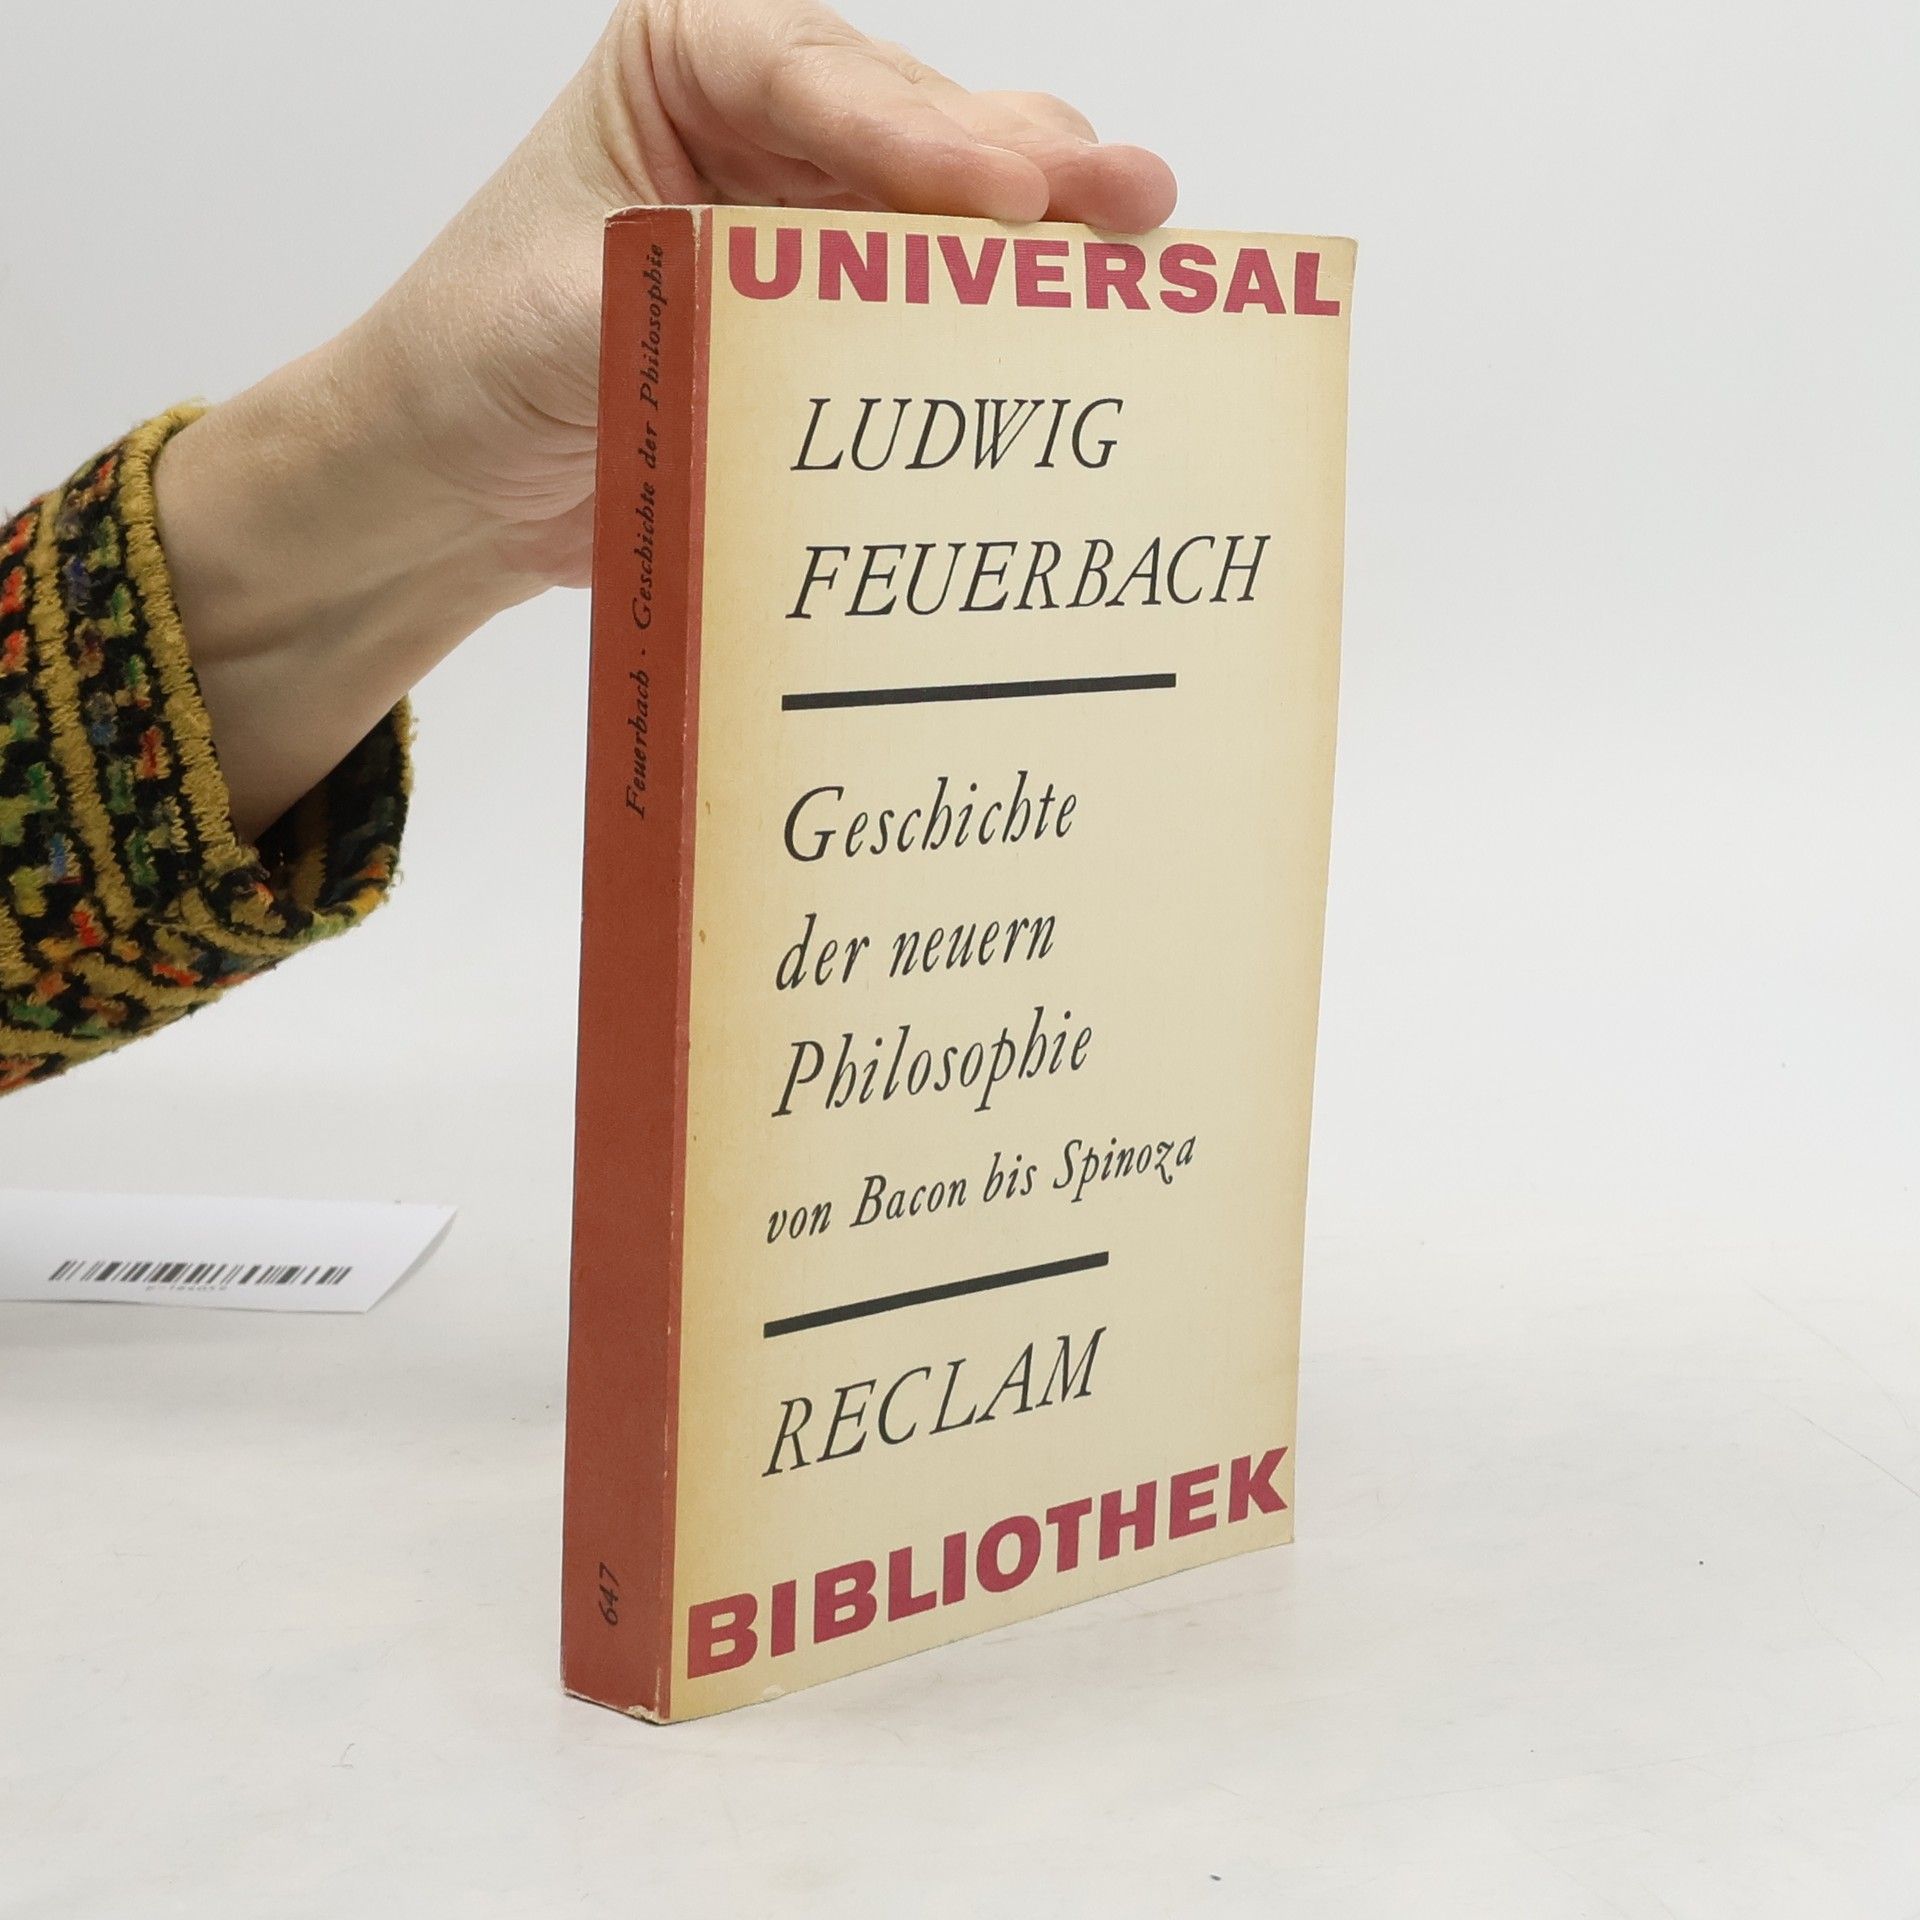 UNIVERSAL
LUDWIG
FEUERBACH
Geschichte
der neuern
Philosophie
von Bacon bis Spinoza
RECLAM
BIBLIOTHEK
Feuerbach · Geschichte der Philosophie
647